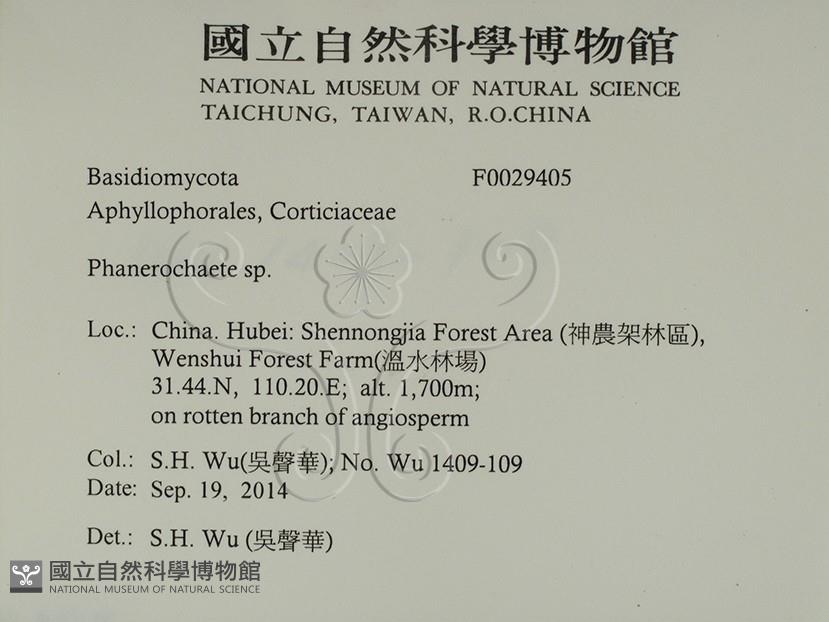 國立自然科學博物館
NATIONAL MUSEUM OF NATURAL SCIENCE
TAICHUNG, TAIWAN, R.O.CHINA
Basidiomycota F0029405
Aphyllophorales, Corticiaceae
Phanerochaete sp.
Loc.: China. Hubei: Shennongjia Forest Area (神農架林區),
Wenshui Forest Farm(溫水林場)
31.44.N, 110.20.E; alt. 1,700m;
on rotten branch of angiosperm
Col.: S.H. Wu(吳聲華); No. Wu 1409-109
Date: Sep. 19, 2014
Det.: S.H. Wu (吳聲華)
國立自然科學博物館
NATIONAL MUSEUM OF NATURAL SCIENCE